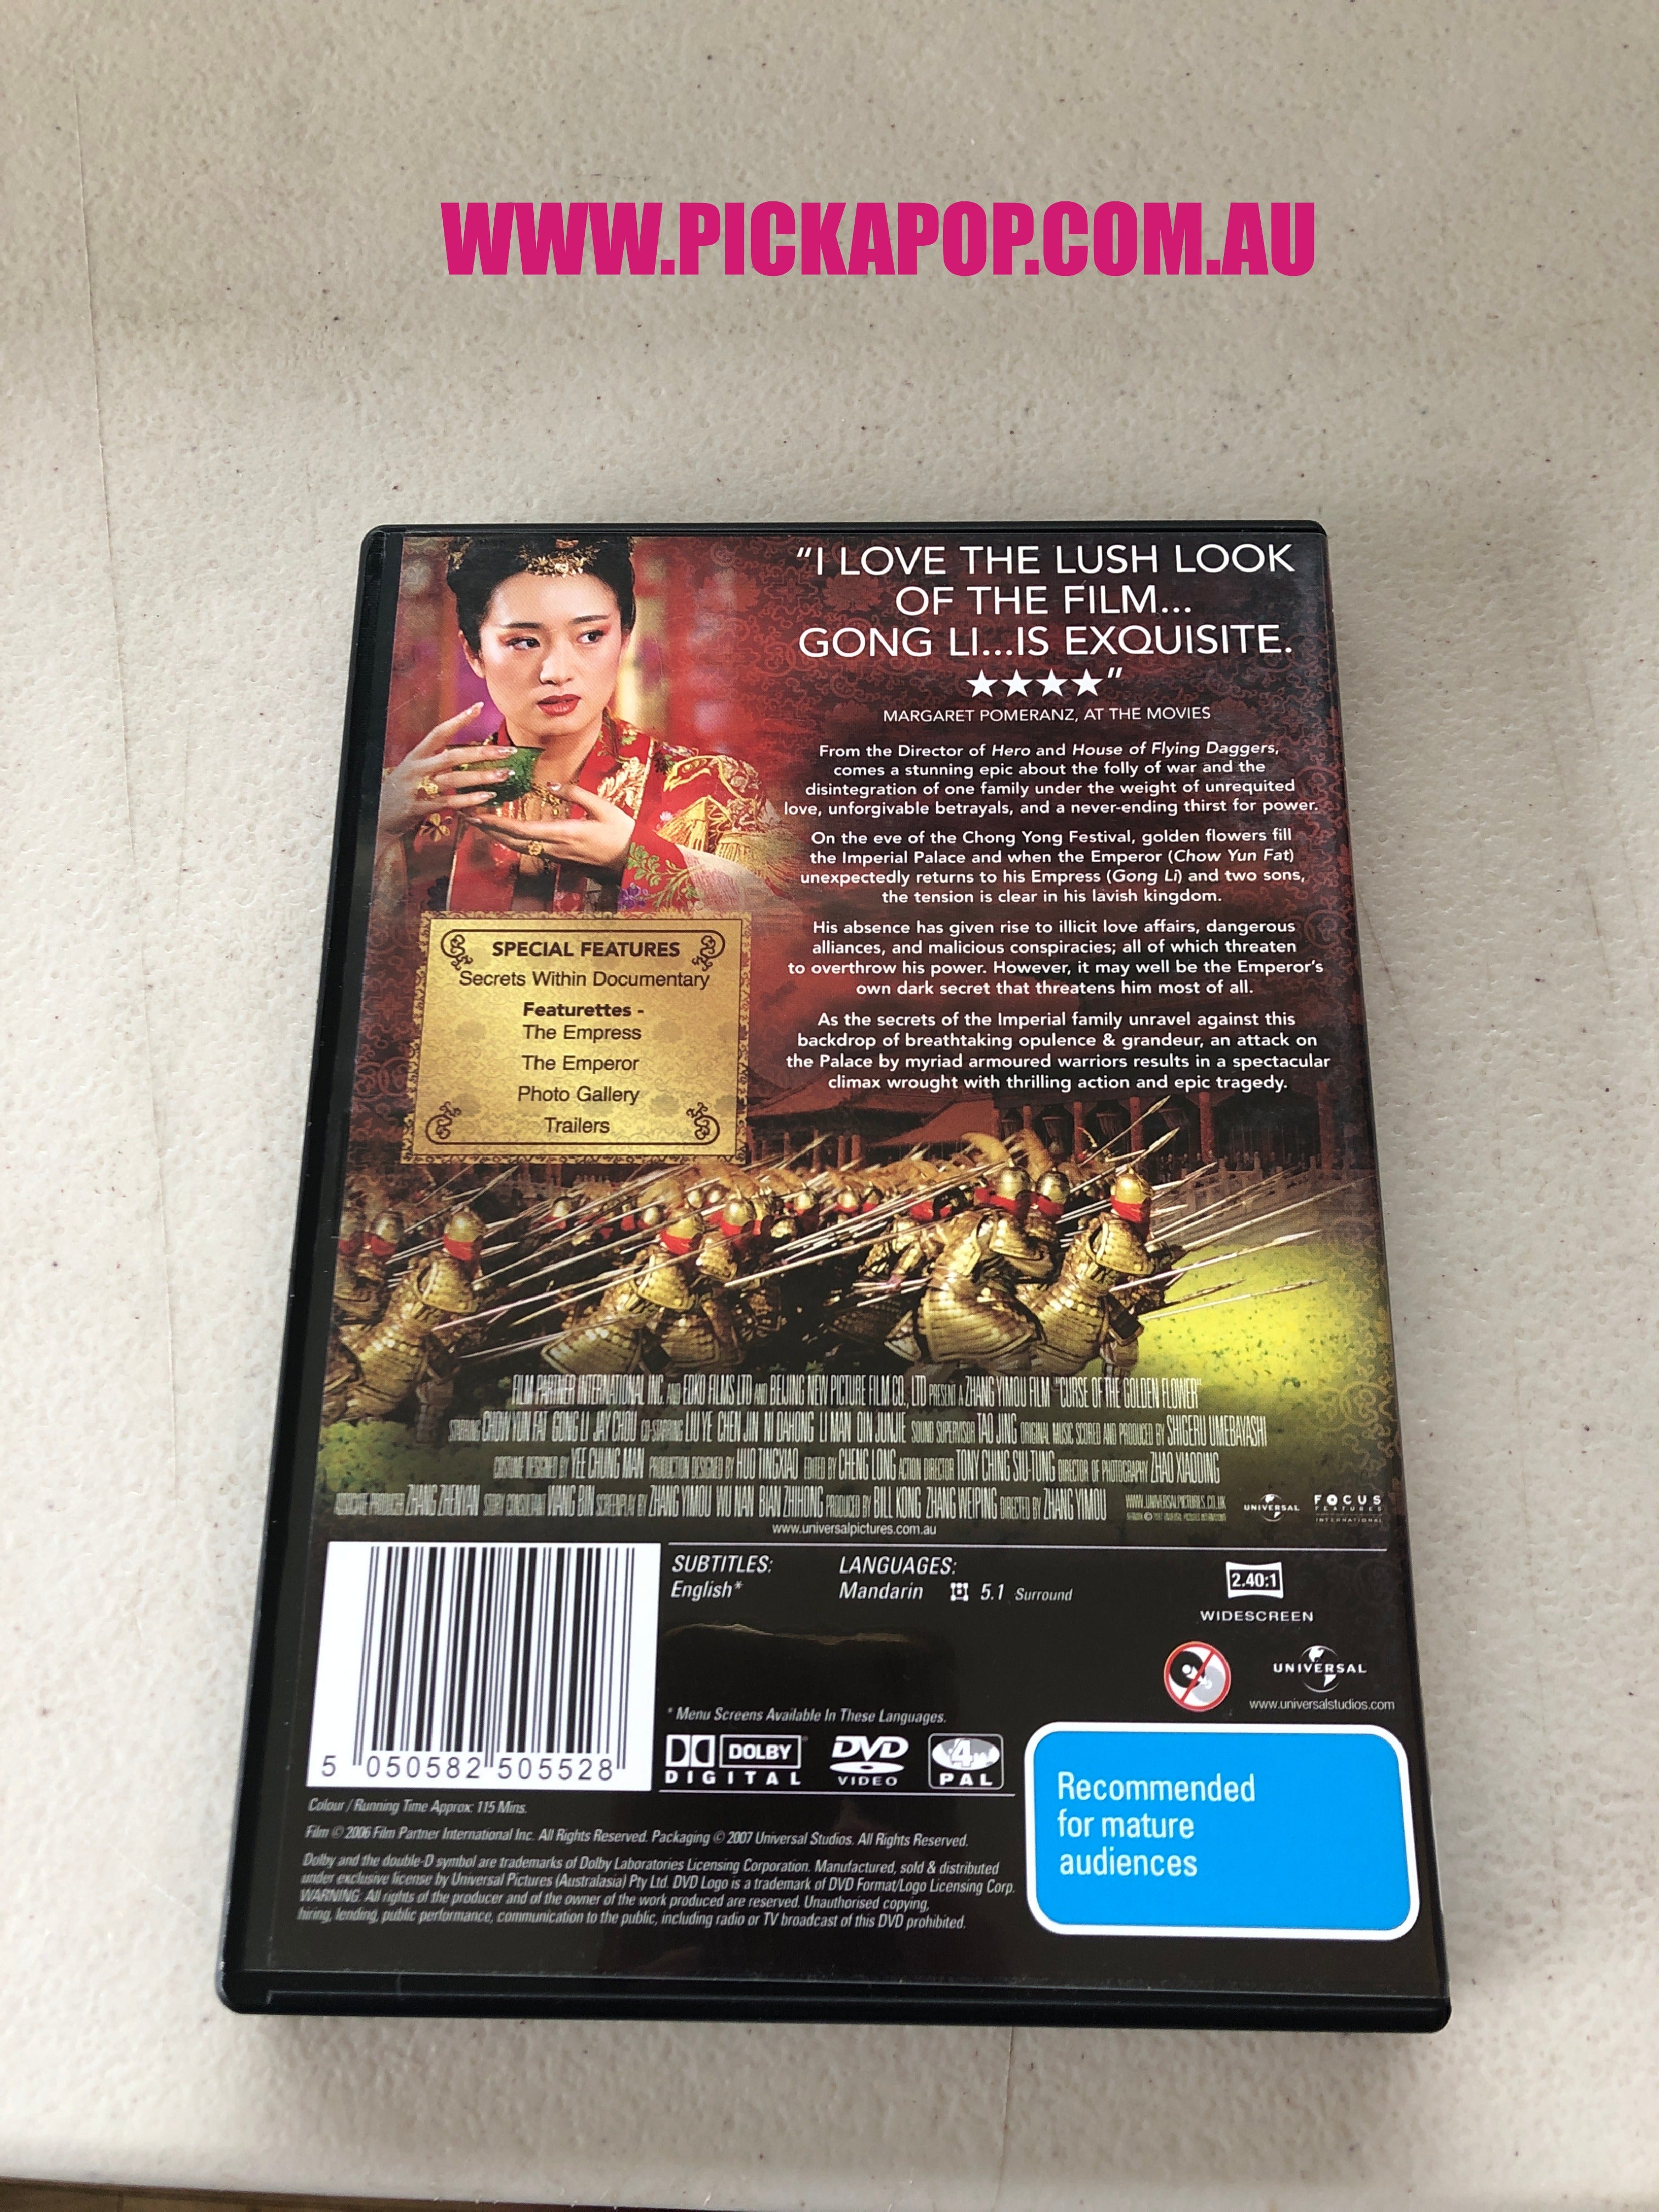 WWW.PICKAPOP.COM.AU
“I LOVE THE LUSH LOOK
OF THE FILM...
GONG LI...IS EXQUISITE.
★★★★”
MARGARET POMERANZ, AT THE MOVIES
From the Director of Hero and House of Flying Daggers,
comes a stunning epic about the folly of war and the
disintegration of one family under the weight of unrequited
love, unforgivable betrayals, and a never-ending thirst for power.
On the eve of the Chong Yong Festival, golden flowers fill
the Imperial Palace and when the Emperor (Chow Yun Fat)
unexpectedly returns to his Empress (Gong Li) and two sons,
the tension is clear in his lavish kingdom.
His absence has given rise to illicit love affairs, dangerous
alliances, and malicious conspiracies; all of which threaten
to overthrow his power. However, it may well be the Emperor's
own dark secret that threatens him most of all.
As the secrets of the Imperial family unravel against this
backdrop of breathtaking opulence & grandeur, an attack on
the Palace by myriad armoured warriors results in a spectacular
climax wrought with thrilling action and epic tragedy.
SPECIAL FEATURES
Secrets Within Documentary
Featurettes -
The Empress
The Emperor
Photo Gallery
Trailers
FILM PARTNER INTERNATIONAL INC. AND EDKO FILMS LTD AND BEIJING NEW PICTURE FILM CO., LTD PRESENT A ZHANG YIMOU FILM "CURSE OF THE GOLDEN FLOWER"
STARRING CHOW YUN FAT GONG LI JAY CHOU CO-STARRING LIU YE CHEN JIN NI DAHONG LI MAN QIN JUNJIE SOUND SUPERVISOR TAO JING ORIGINAL MUSIC SCORED AND PRODUCED BY SHIGERU UMEBAYASHI
COSTUME DESIGNED BY YEE CHUNG MAN PRODUCTION DESIGNED BY HUO TINGXIAO EDITED BY CHENG LONG ACTION DIRECTOR TONY CHING SIU-TUNG DIRECTOR OF PHOTOGRAPHY ZHAO XIAODING
ASSOCIATE PRODUCER ZHANG ZHENYAN STORY CONSULTANT WANG BIN SCREENPLAY BY ZHANG YIMOU WU NAN BIAN ZHIHONG PRODUCED BY BILL KONG ZHANG WEIPING DIRECTED BY ZHANG YIMOU
WWW.UNIVERSALPICTURES.CO.UK
UNIVERSAL
FOCUS
FEATURES
INTERNATIONAL
www.universalpictures.com.au
SUBTITLES:
English*
LANGUAGES:
Mandarin 5.1 Surround
2.40:1
WIDESCREEN
UNIVERSAL
www.universalstudios.com
* Menu Screens Available In These Languages.
DOLBY
DIGITAL
DVD
VIDEO
4
PAL
5 050582 505528
Recommended
for mature
audiences
Colour / Running Time Approx: 115 Mins.
Film © 2006 Film Partner International Inc. All Rights Reserved. Packaging © 2007 Universal Studios. All Rights Reserved.
Dolby and the double-D symbol are trademarks of Dolby Laboratories Licensing Corporation. Manufactured, sold & distributed
under exclusive license by Universal Pictures (Australasia) Pty Ltd. DVD Logo is a trademark of DVD Format/Logo Licensing Corp.
WARNING: All rights of the producer and of the owner of the work produced are reserved. Unauthorised copying,
hiring, lending, public performance, communication to the public, including radio or TV broadcast of this DVD prohibited.